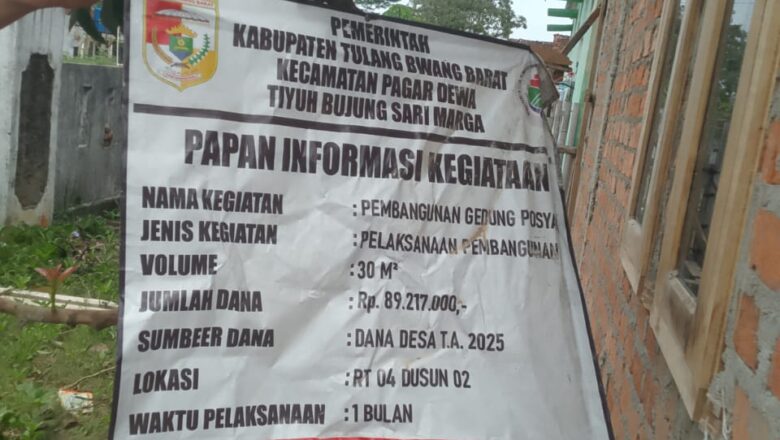 PEMERINTAH
KABUPATEN TULANG BWANG BARAT
KECAMATAN PAGAR DEWA
TIYUH BUJUNG SARI MARGA
PAPAN INFORMASI KEGIATAAN
NAMA KEGIATAN : PEMBANGUNAN GEDUNG POSYA
JENIS KEGIATAN : PELAKSANAAN PEMBANGUNAN
VOLUME : 30 M²
JUMLAH DANA : Rp. 89.217.000,-
SUMBEER DANA : DANA DESA T.A. 2025
LOKASI : RT 04 DUSUN 02
WAKTU PELAKSANAAN : 1 BULAN